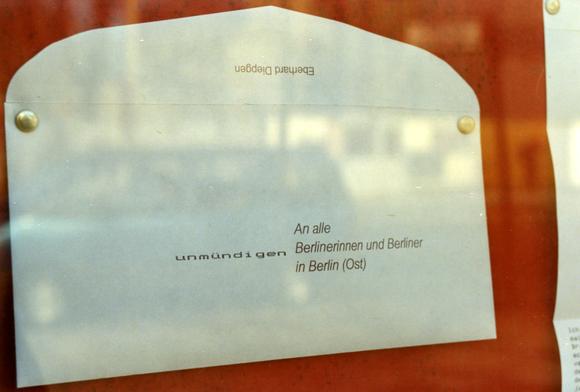 Eberhard Diepgen
An alle
unmündigen Berlinerinnen und Berliner
in Berlin (Ost)